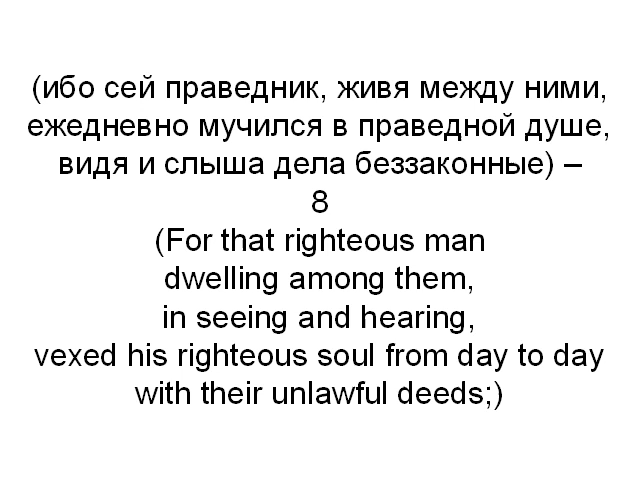 (ибо сей праведник, живя между ними,
ежедневно мучился в праведной душе,
видя и слыша дела беззаконные) –
8
(For that righteous man
dwelling among them,
in seeing and hearing,
vexed his righteous soul from day to day
with their unlawful deeds;)